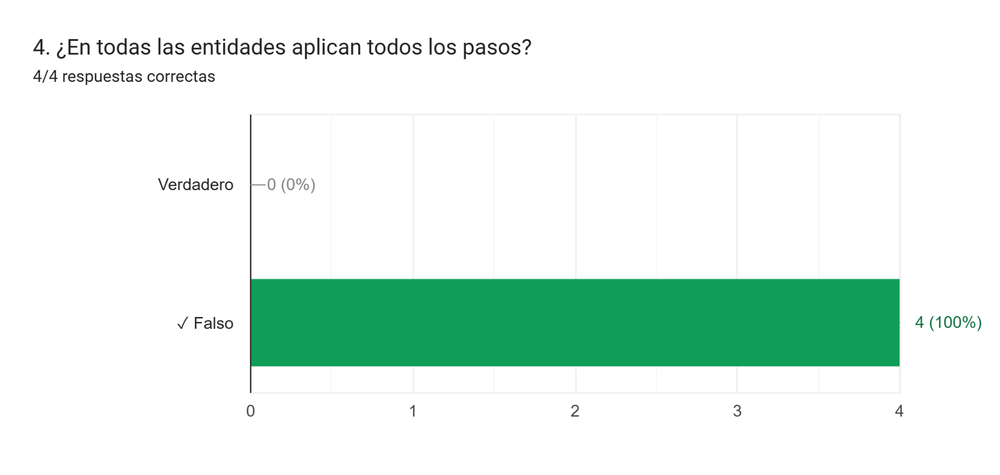 4. ¿En todas las entidades aplican todos los pasos?
4/4 respuestas correctas
Verdadero
0 (0%)
✓ Falso
4 (100%)
0 1 2 3 4